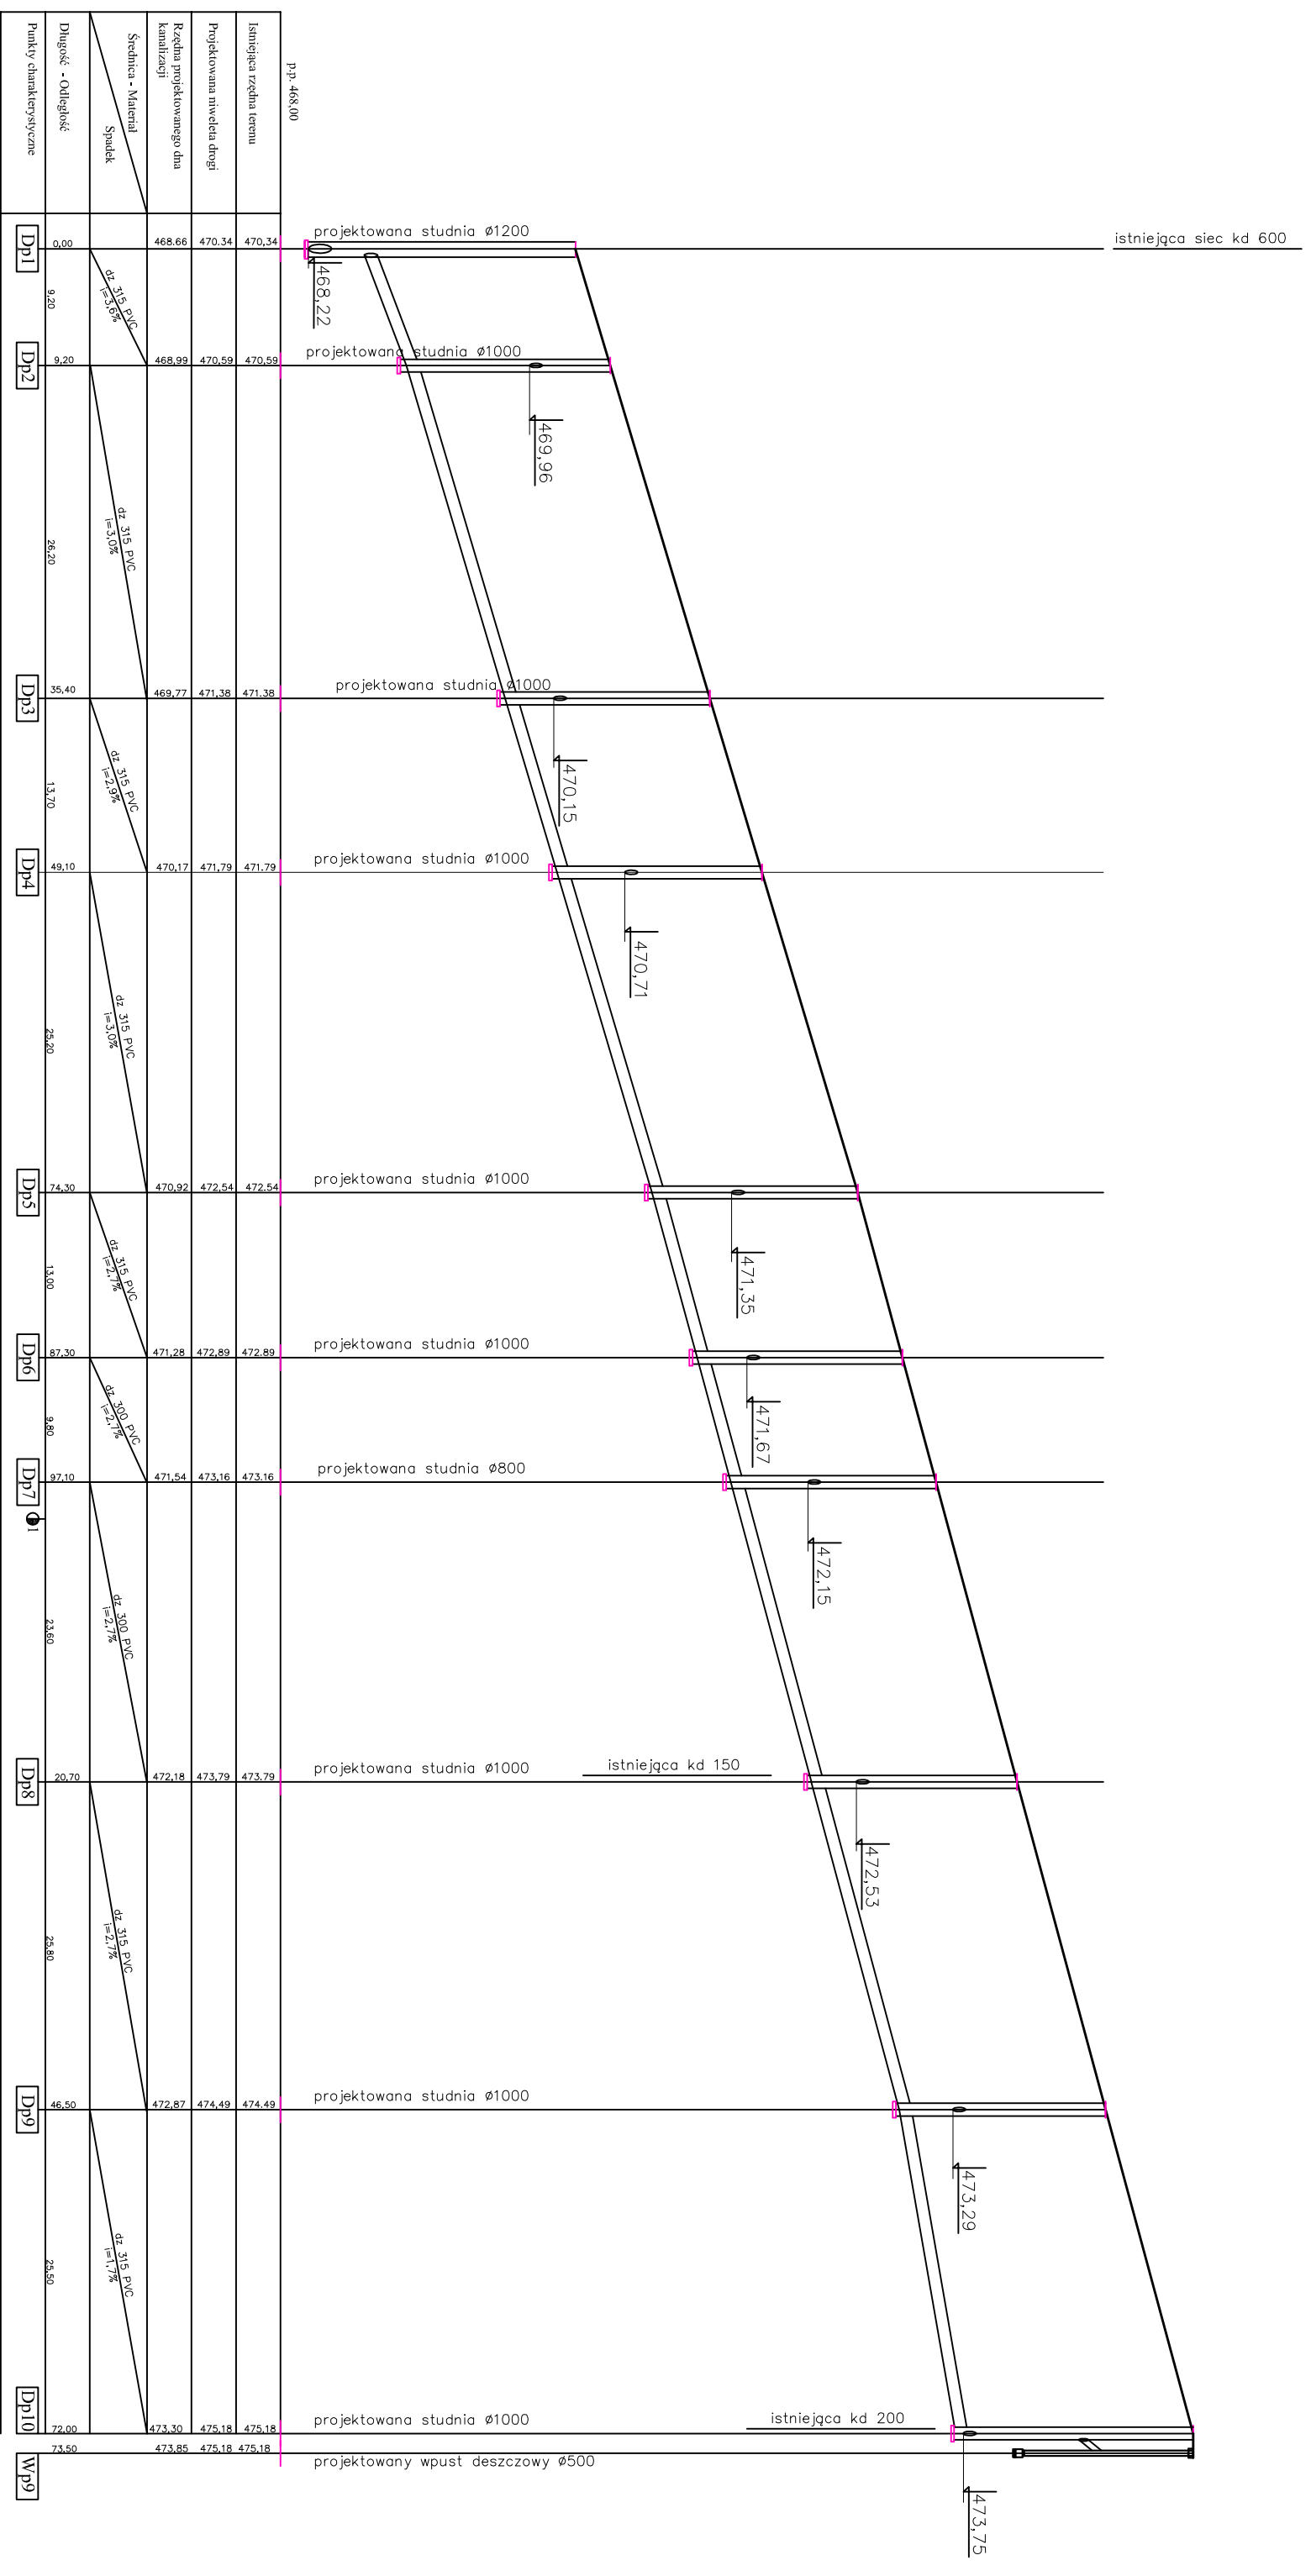 istniejąca siec kd 600
p.p. 468,00
Istniejąca rzędna terenu
Projektowana niweleta drogi
Rzędna projektowanego dna
kanalizacji
Średnica - Materiał
Spadek
Długość - Odległość
Punkty charakterystyczne
projektowana studnia ø1200
468,22
0,00
468.66
470.34
470,34
Dp1
dz 315 PVC
i=3,6%
9,20
projektowana studnia ø1000
469,96
9,20
468,99
470,59
470,59
Dp2
dz 315 PVC
i=3,0%
26,20
projektowana studnia ø1000
470,15
35,40
469,77
471,38
471.38
Dp3
dz 315 PVC
i=2,9%
13,70
projektowana studnia ø1000
470,71
49,10
470,17
471,79
471.79
Dp4
dz 315 PVC
i=3,0%
25,20
projektowana studnia ø1000
471,35
74,30
470,92
472,54
472.54
Dp5
dz 315 PVC
i=2,7%
13,00
projektowana studnia ø1000
471,67
87,30
471,28
472,89
472.89
Dp6
dz 300 PVC
i=2,7%
9,80
projektowana studnia ø800
472,15
97,10
471,54
473,16
473.16
Dp7
1
dz 300 PVC
i=2,7%
23,60
projektowana studnia ø1000
istniejąca kd 150
472,53
20,70
472,18
473,79
473.79
Dp8
dz 315 PVC
i=2,7%
25,80
projektowana studnia ø1000
473,29
46,50
472,87
474,49
474.49
Dp9
dz 315 PVC
i=1,7%
25,50
projektowana studnia ø1000
istniejąca kd 200
473,75
72,00
473,30
475,18
475,18
Dp10
73,50
473,85
475,18
475,18
projektowany wpust deszczowy ø500
Wp9